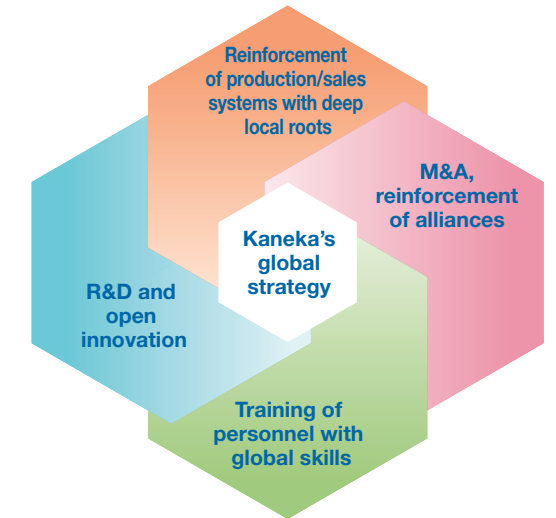 Reinforcement
of production/sales
systems with deep
local roots
M&A,
reinforcement
of alliances
Kaneka’s
global
strategy
R&D and
open
innovation
Training of
personnel with
global skills